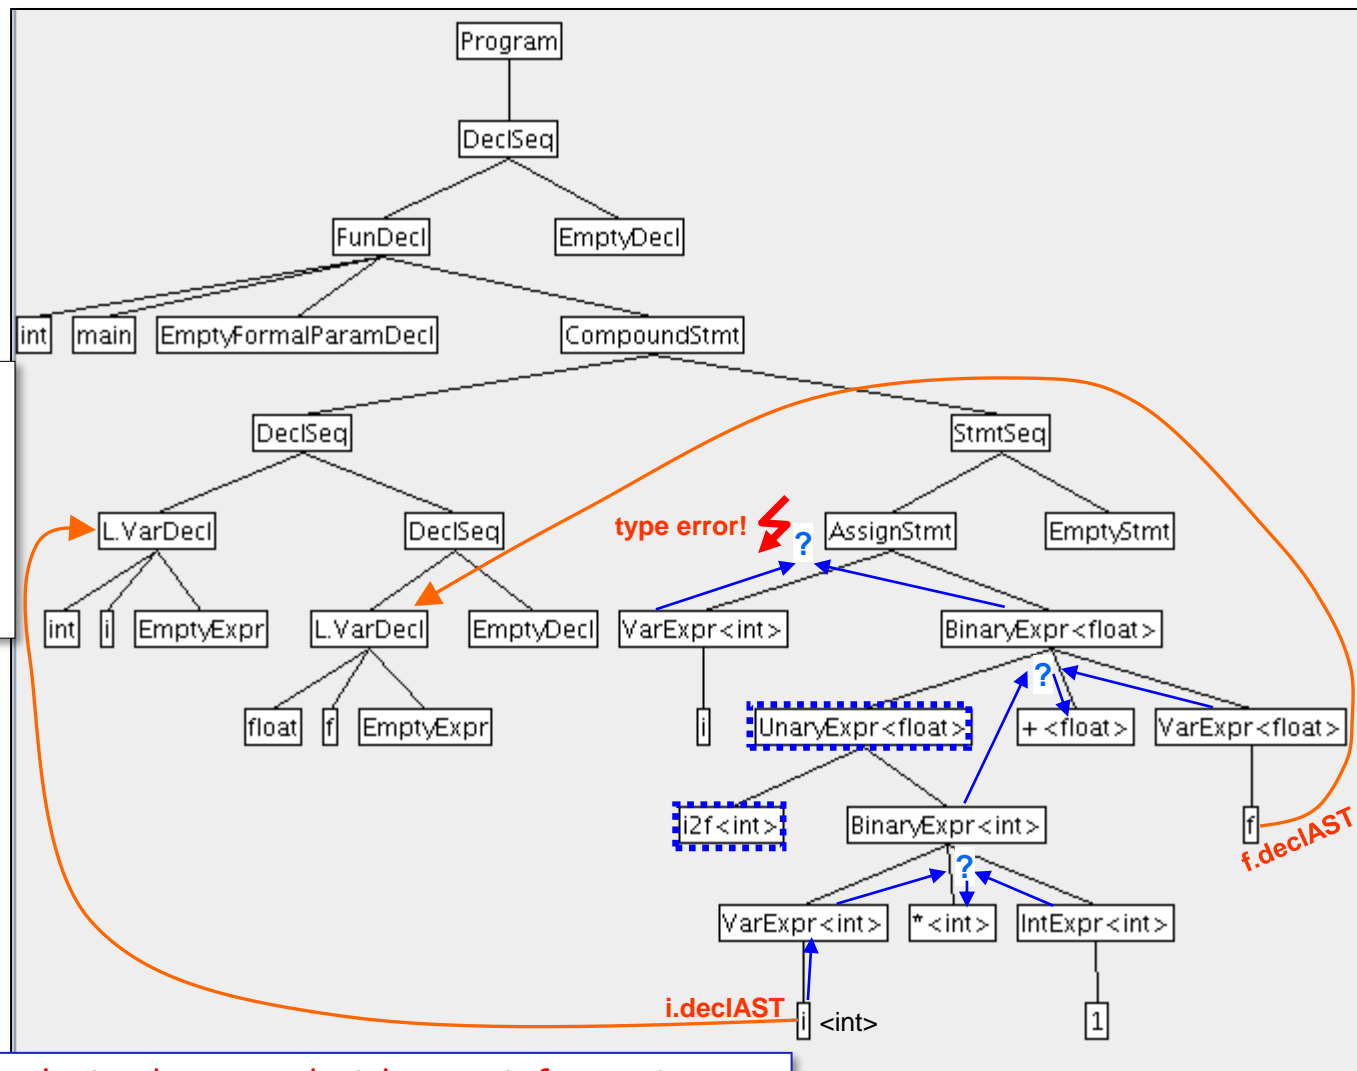 Program
DeclSeq
FunDecl EmptyDecl
int main EmptyFormalParamDecl CompoundStmt
DeclSeq StmtSeq
L.VarDecl DeclSeq type error! ? AssignStmt EmptyStmt
int i EmptyExpr L.VarDecl EmptyDecl VarExpr<int> BinaryExpr<float>
?
float f EmptyExpr i UnaryExpr<float> +<float> VarExpr<float>
i2f<int> BinaryExpr<int> f
f.declAST
?
VarExpr<int> *<int> IntExpr<int>
i.declAST i <int> 1